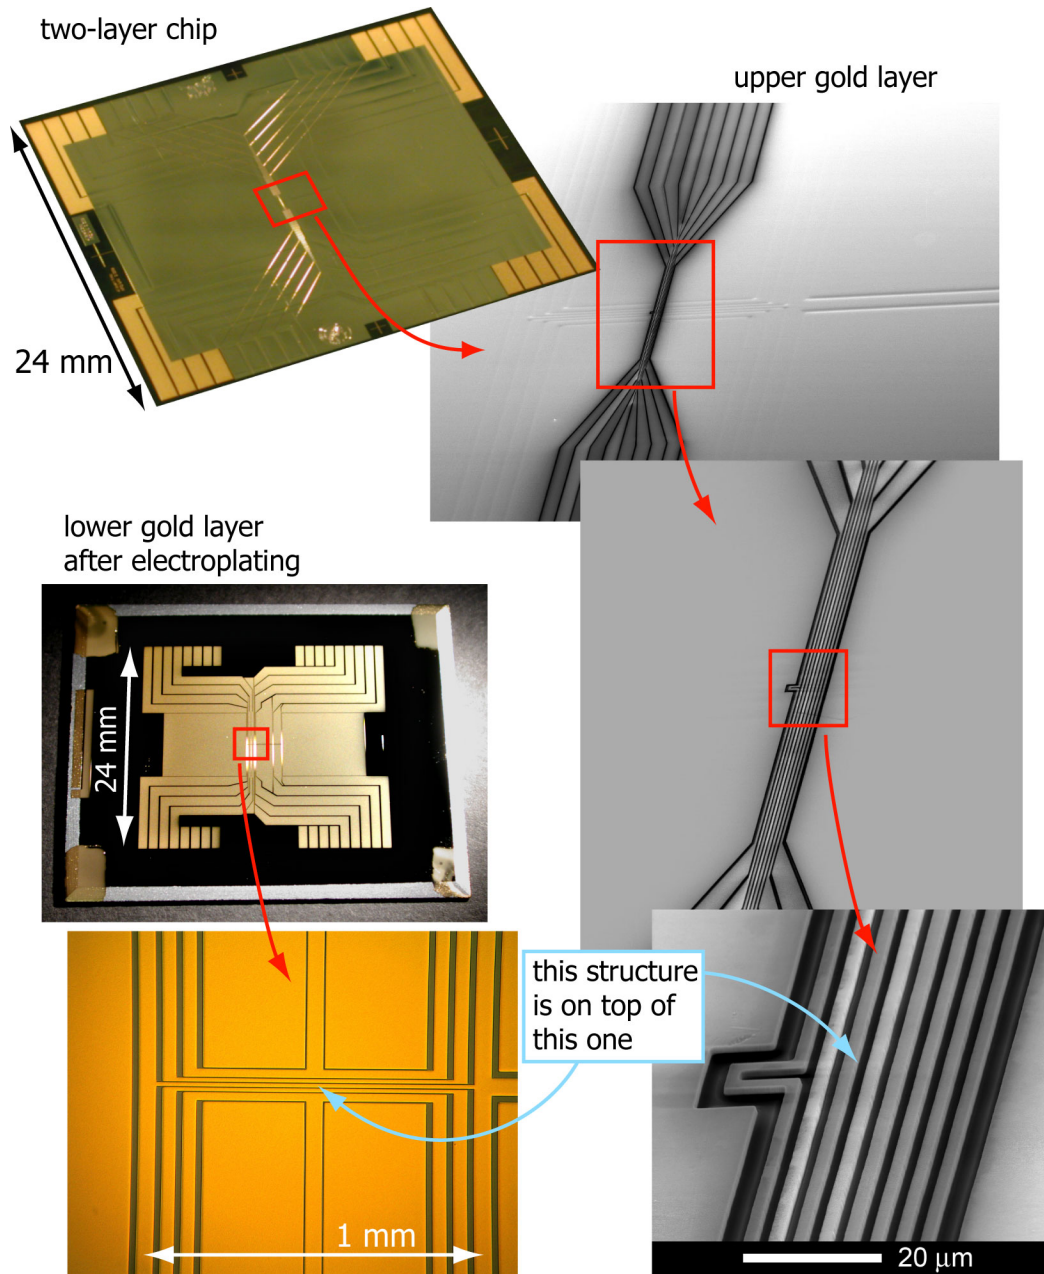 two-layer chip
upper gold layer
24 mm
lower gold layer
after electroplating
24 mm
this structure
is on top of
this one
1 mm
20 µm